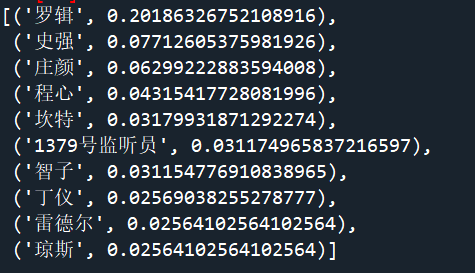 [('罗辑', 0.20186326752108916),
('史强', 0.07712605375981926),
('庄颜', 0.06299222883594008),
('程心', 0.04315417728081996),
('坎特', 0.03179931871292274),
('1379号监听员', 0.031174965837216597),
('智子', 0.031154776910838965),
('丁仪', 0.02569038255278777),
('雷德尔', 0.02564102564102564),
('琼斯', 0.02564102564102564)]